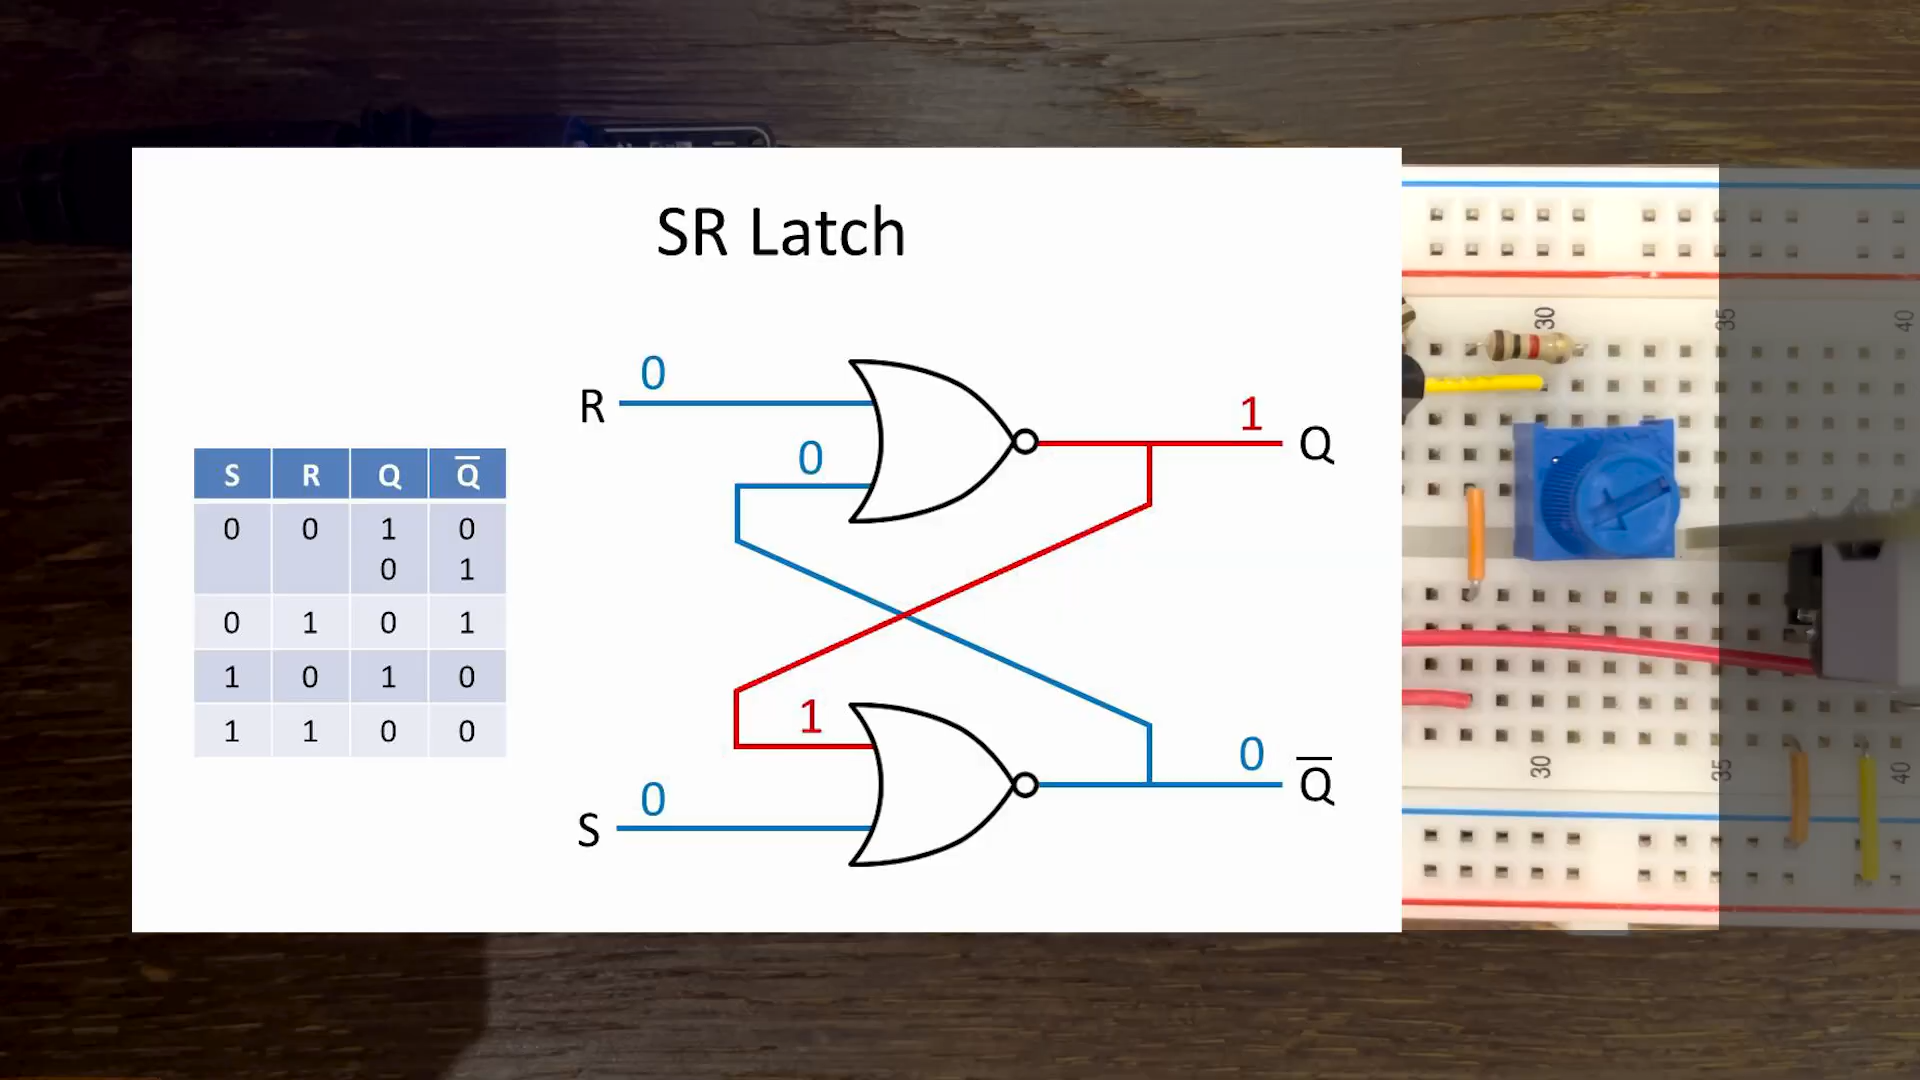 SR Latch
R 0
0
1 Q
S R Q Q̅
0 0 1 0
0 1
0 1 0 1
1 0 1 0
1 1 0 0
1
S 0
0 Q̅
30 35 40
30 35 40